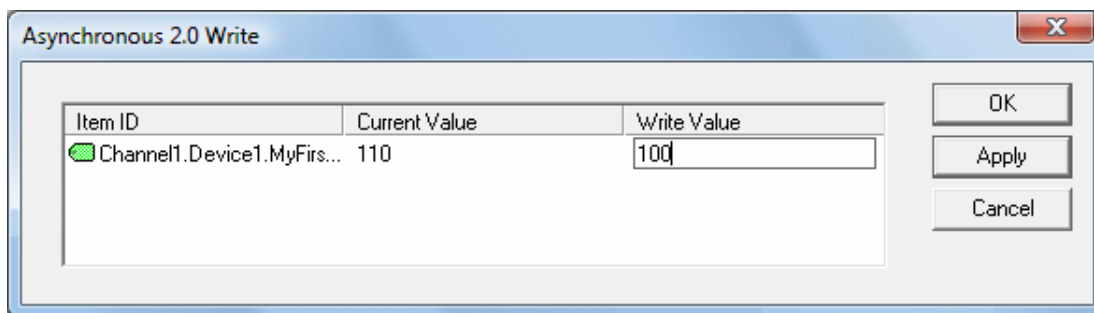 Asynchronous 2.0 Write
Item ID Current Value Write Value
Channel1.Device1.MyFirs... 110 100
OK
Apply
Cancel